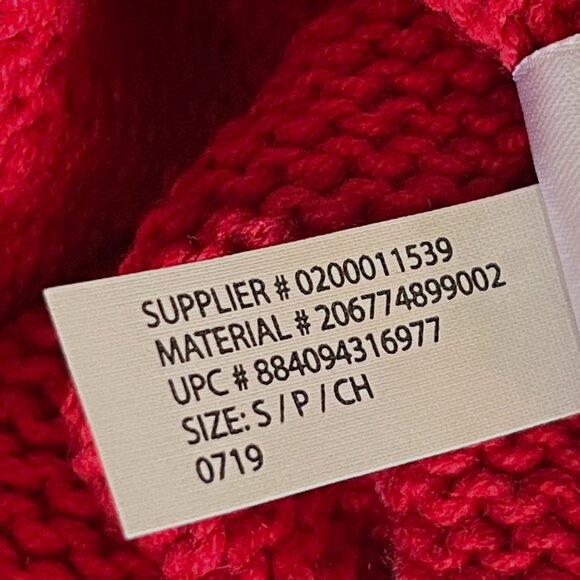 SUPPLIER # 0200011539
MATERIAL # 206774899002
UPC # 884094316977
SIZE: S / P / CH
0719